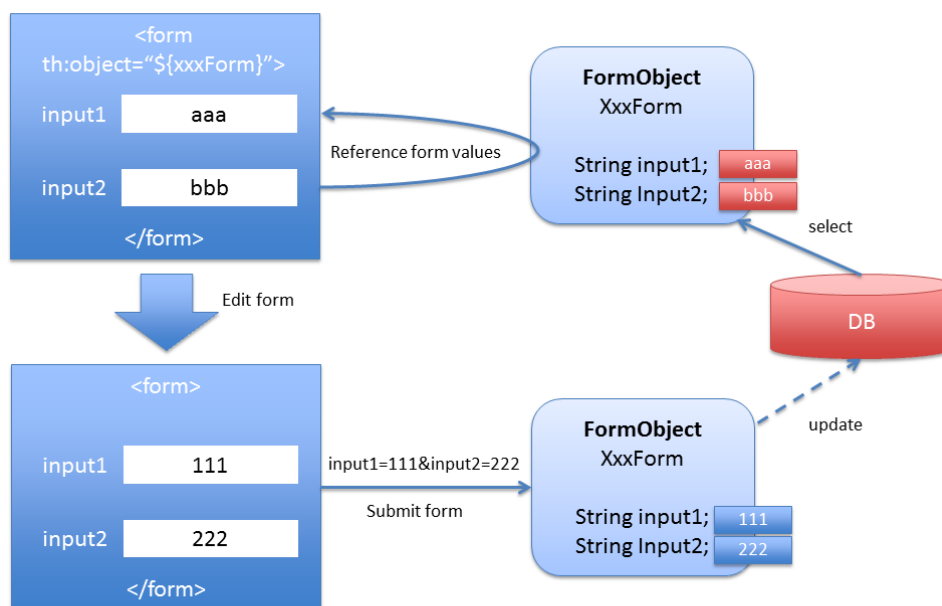 <form
th:object="${xxxForm}">
input1 aaa
input2 bbb
</form>
Reference form values
FormObject
XxxForm
String input1; aaa
String Input2; bbb
select
DB
Edit form
<form>
input1 111
input2 222
</form>
input1=111&input2=222
Submit form
FormObject
XxxForm
String input1; 111
String Input2; 222
update